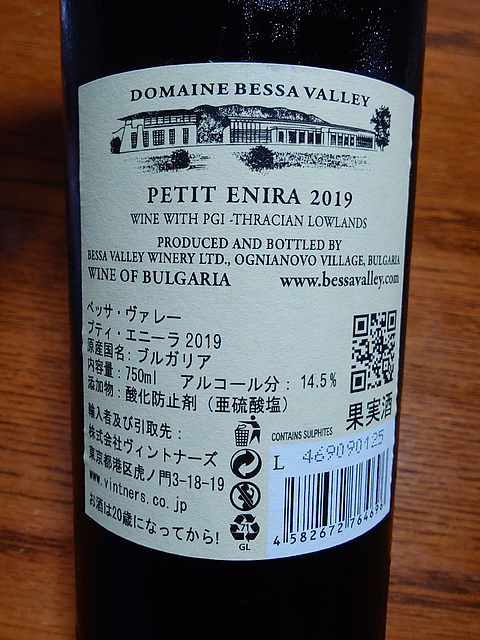 DOMAINE BESSA VALLEY
PETIT ENIRA 2019
WINE WITH PGI -THRACIAN LOWLANDS
PRODUCED AND BOTTLED BY
BESSA VALLEY WINERY LTD., OGNIANOVO VILLAGE, BULGARIA
WINE OF BULGARIA www.bessavalley.com
ベッサ・ヴァレー
プティ・エニーラ 2019
原産国名: ブルガリア
内容量: 750ml アルコール分: 14.5%
添加物: 酸化防止剤 (亜硫酸塩)
果実酒
輸入者及び引取先:
株式会社ヴィントナーズ
東京都港区虎ノ門3-18-19
www.vintners.co.jp
お酒は20歳になってから!
71
GL
CONTAINS SULPHITES
L 469090125
4 582672 764696